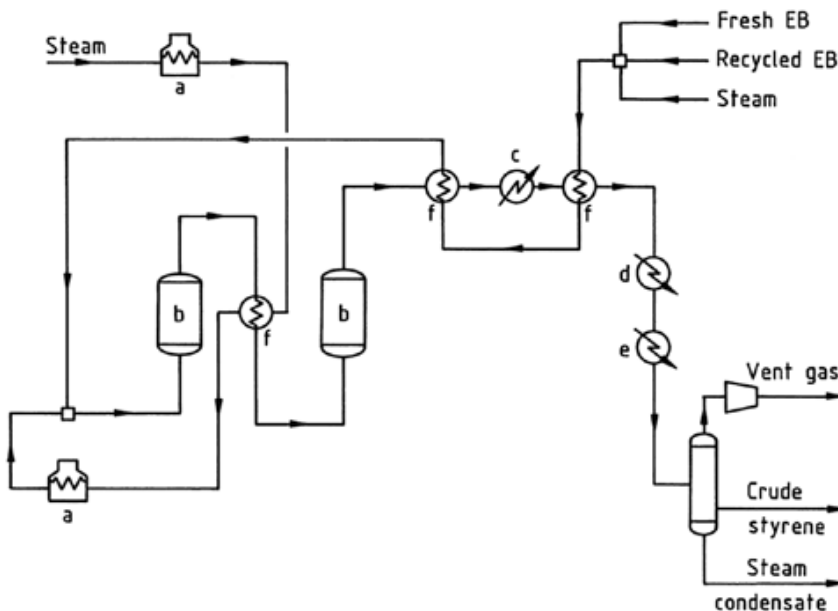 Fresh EB
Steam
Recycled EB
a
Steam
c
f
f
d
b
b
f
e
Vent gas
a
Crude
styrene
Steam
condensate